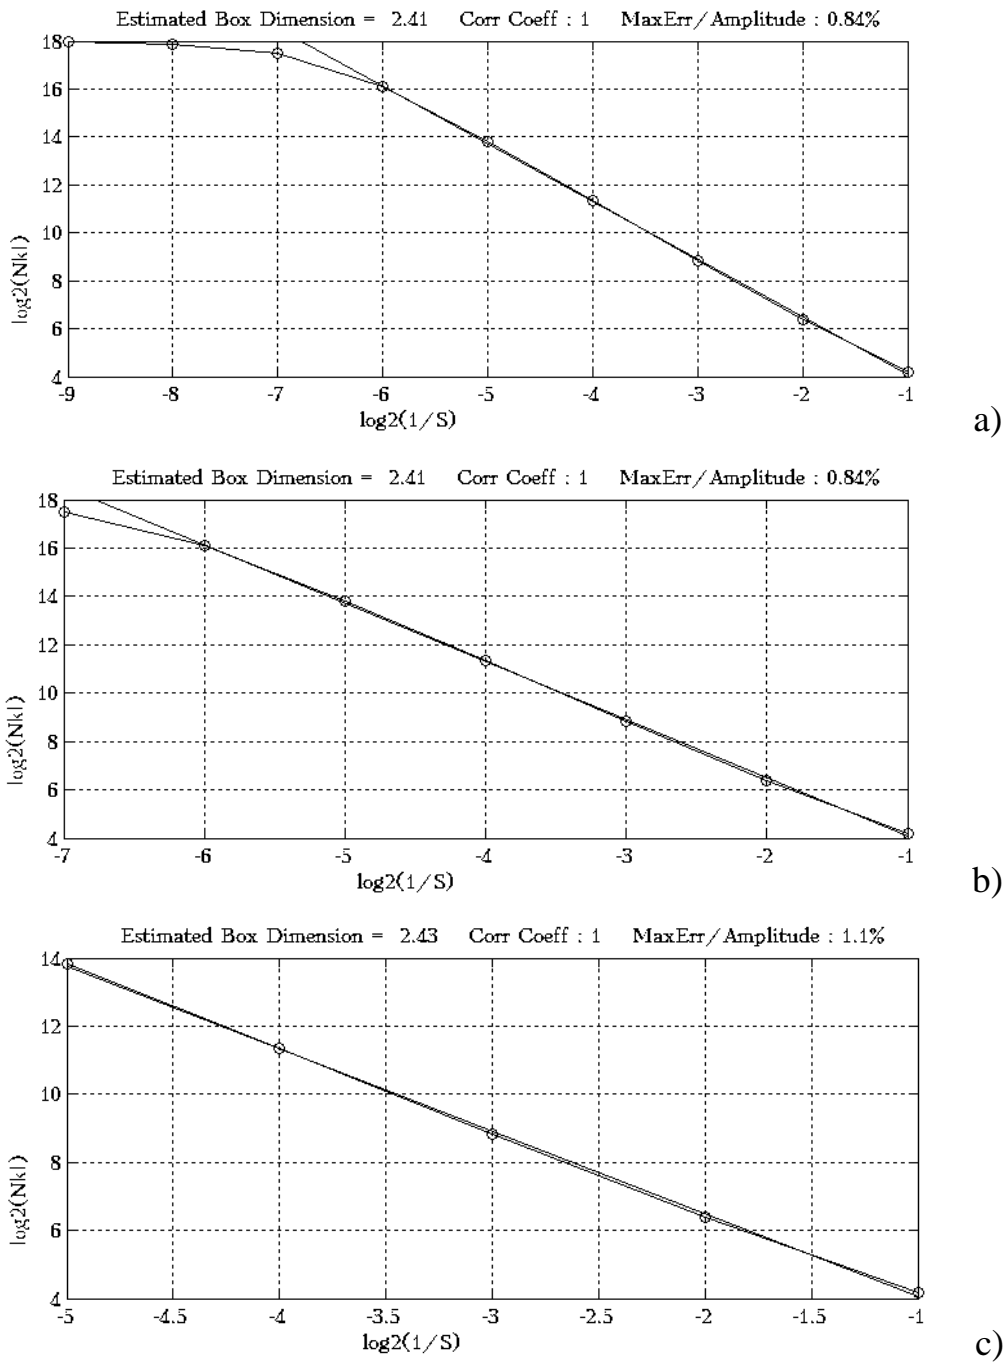 Estimated Box Dimension = 2.41 Corr Coeff : 1 MaxErr/Amplitude : 0.84%
18
16
14
12
10
8
6
4
|log2(Nk)
-9 -8 -7 -6 -5 -4 -3 -2 -1
log2(1/S)
a)
Estimated Box Dimension = 2.41 Corr Coeff : 1 MaxErr/Amplitude : 0.84%
18
16
14
12
10
8
6
4
|log2(Nk)
-7 -6 -5 -4 -3 -2 -1
log2(1/S)
b)
Estimated Box Dimension = 2.43 Corr Coeff : 1 MaxErr/Amplitude : 1.1%
14
12
10
8
6
4
|log2(Nk)
-5 -4.5 -4 -3.5 -3 -2.5 -2 -1.5 -1
log2(1/S)
c)